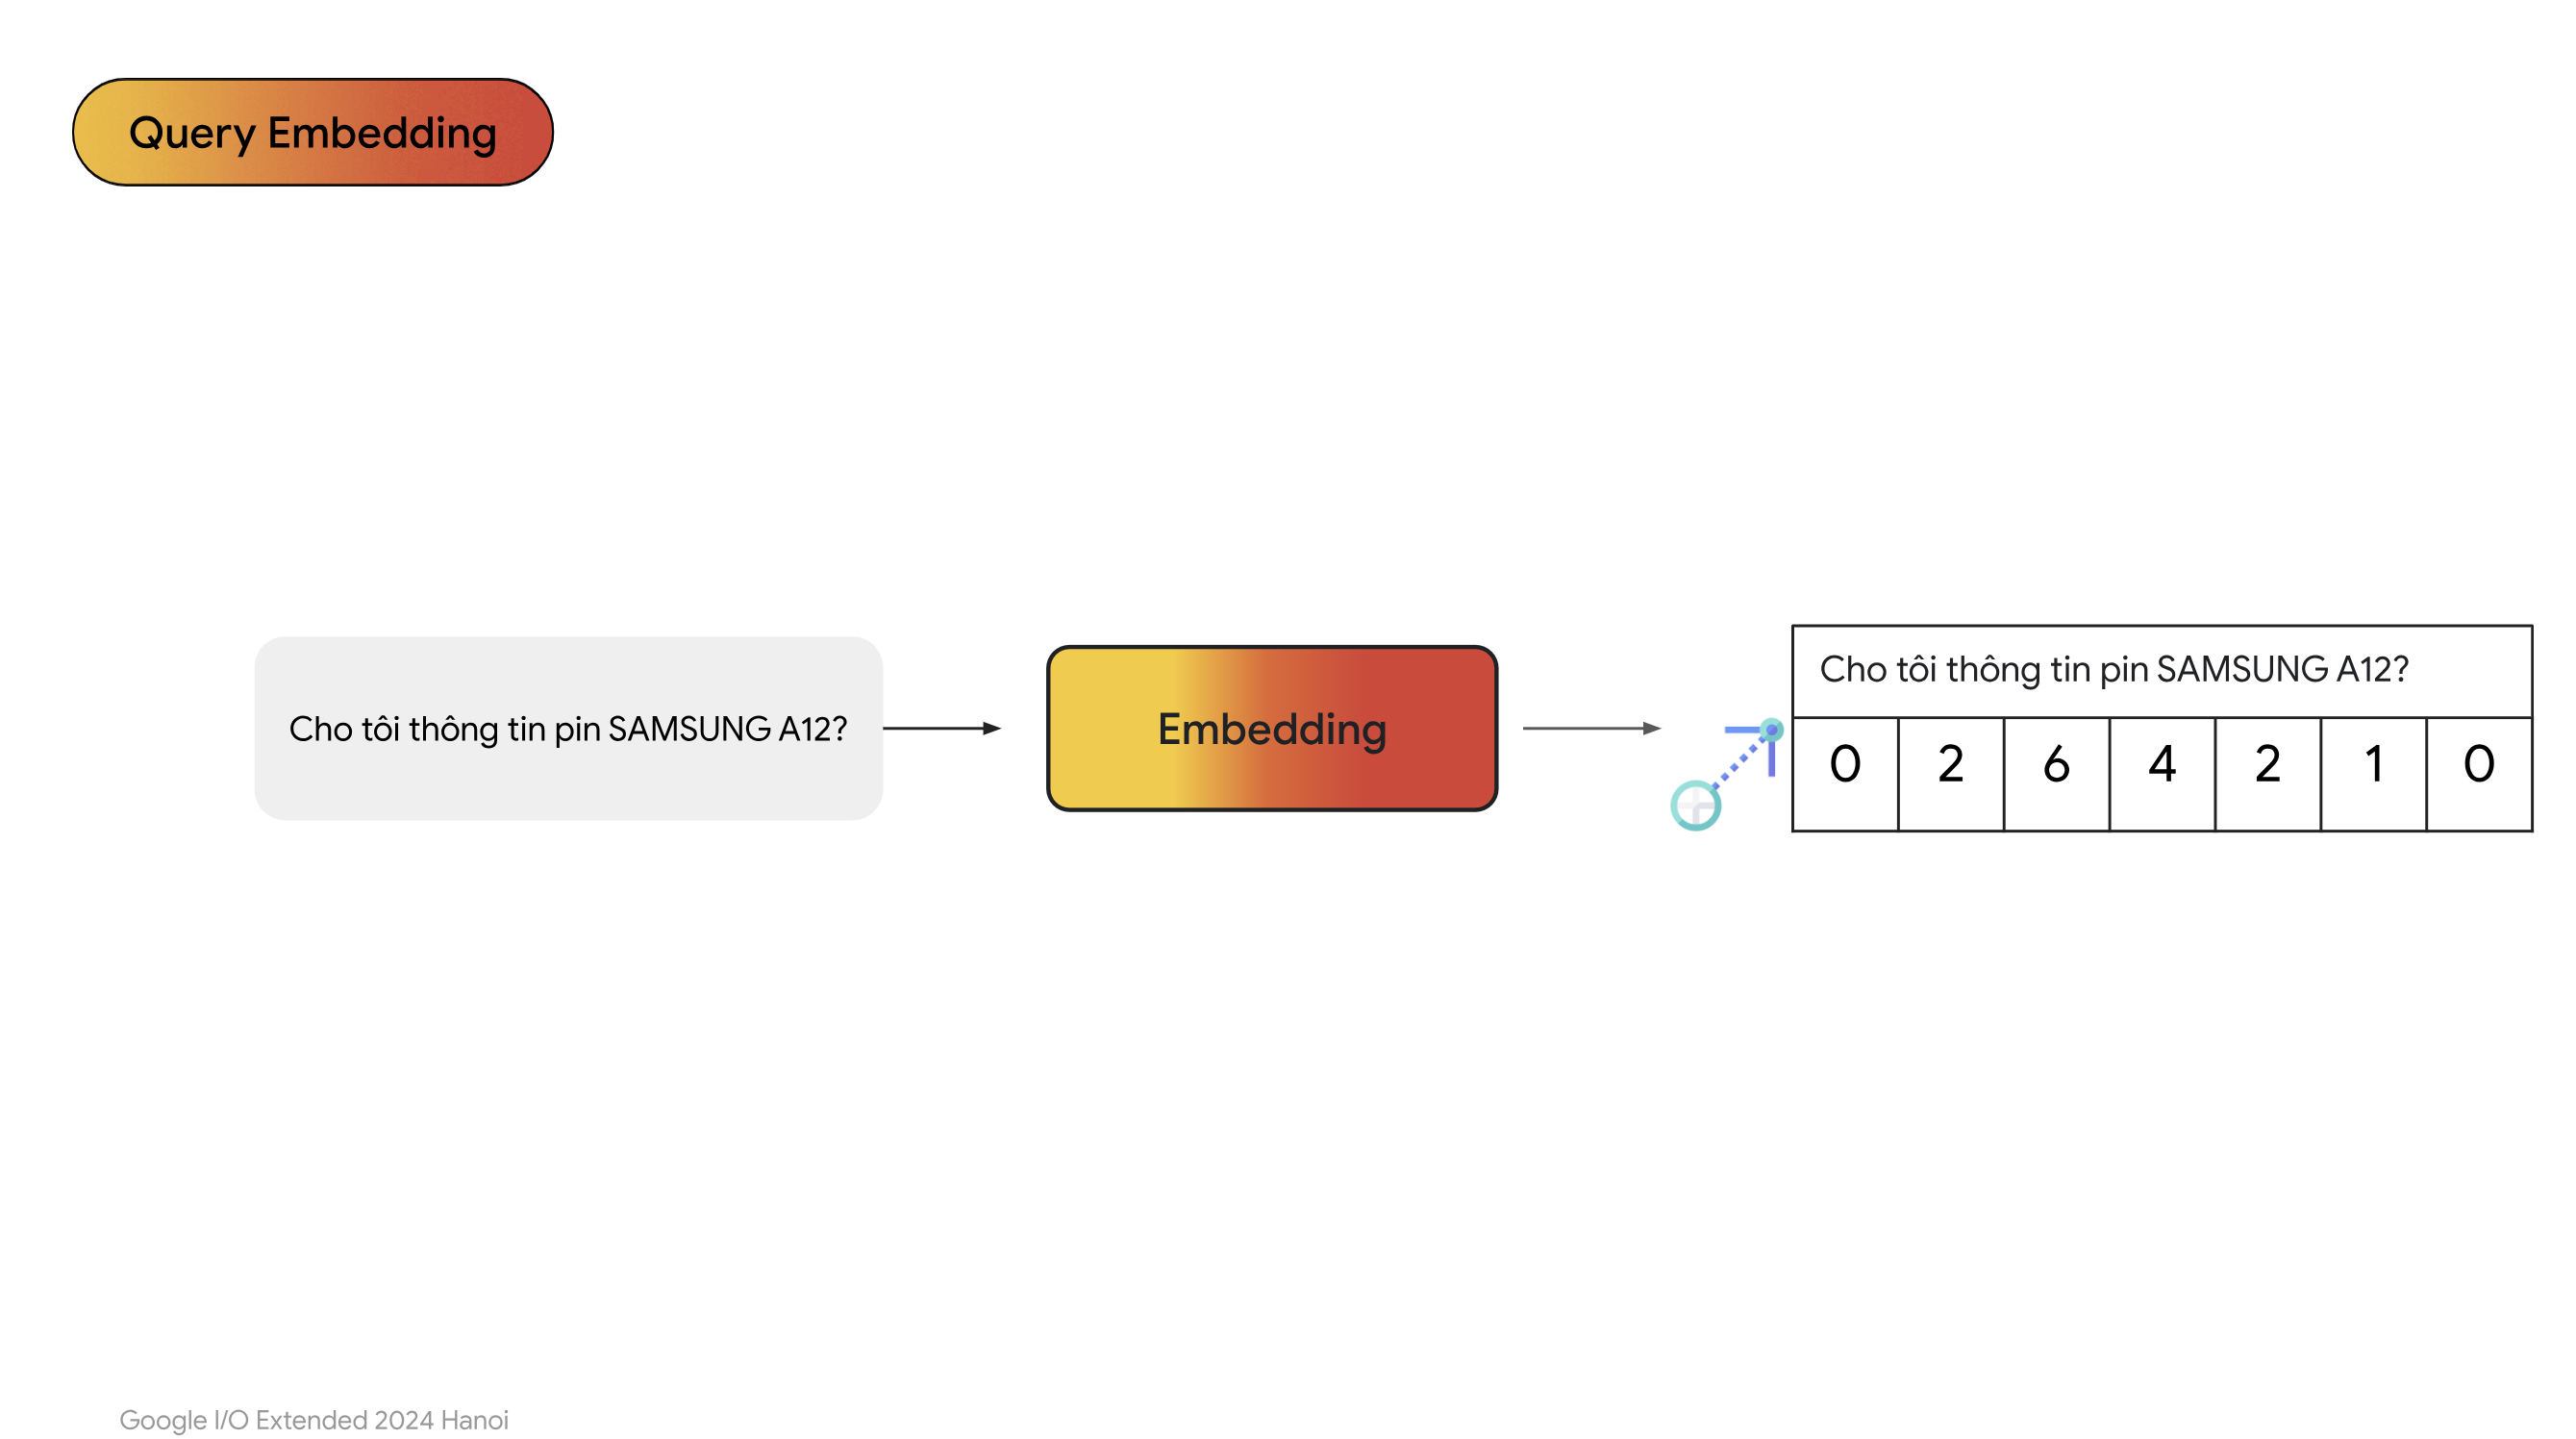 Query Embedding
Cho tôi thông tin pin SAMSUNG A12?
Embedding
Cho tôi thông tin pin SAMSUNG A12?
0 2 6 4 2 1 0
Google I/O Extended 2024 Hanoi